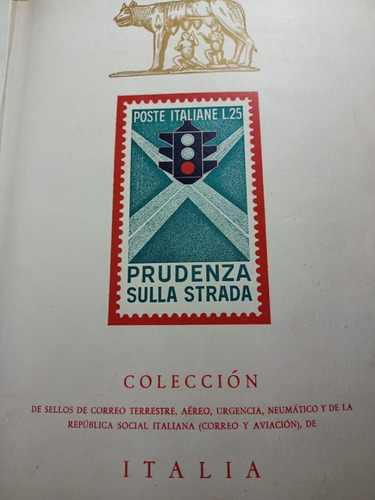 POSTE ITALIANE L.25
PRUDENZA
SULLA STRADA
COLECCIÓN
DE SELLOS DE CORREO TERRESTRE, AÉREO, URGENCIA, NEUMÁTICO Y DE LA
REPÚBLICA SOCIAL ITALIANA (CORREO Y AVIACIÓN), DE
ITALIA